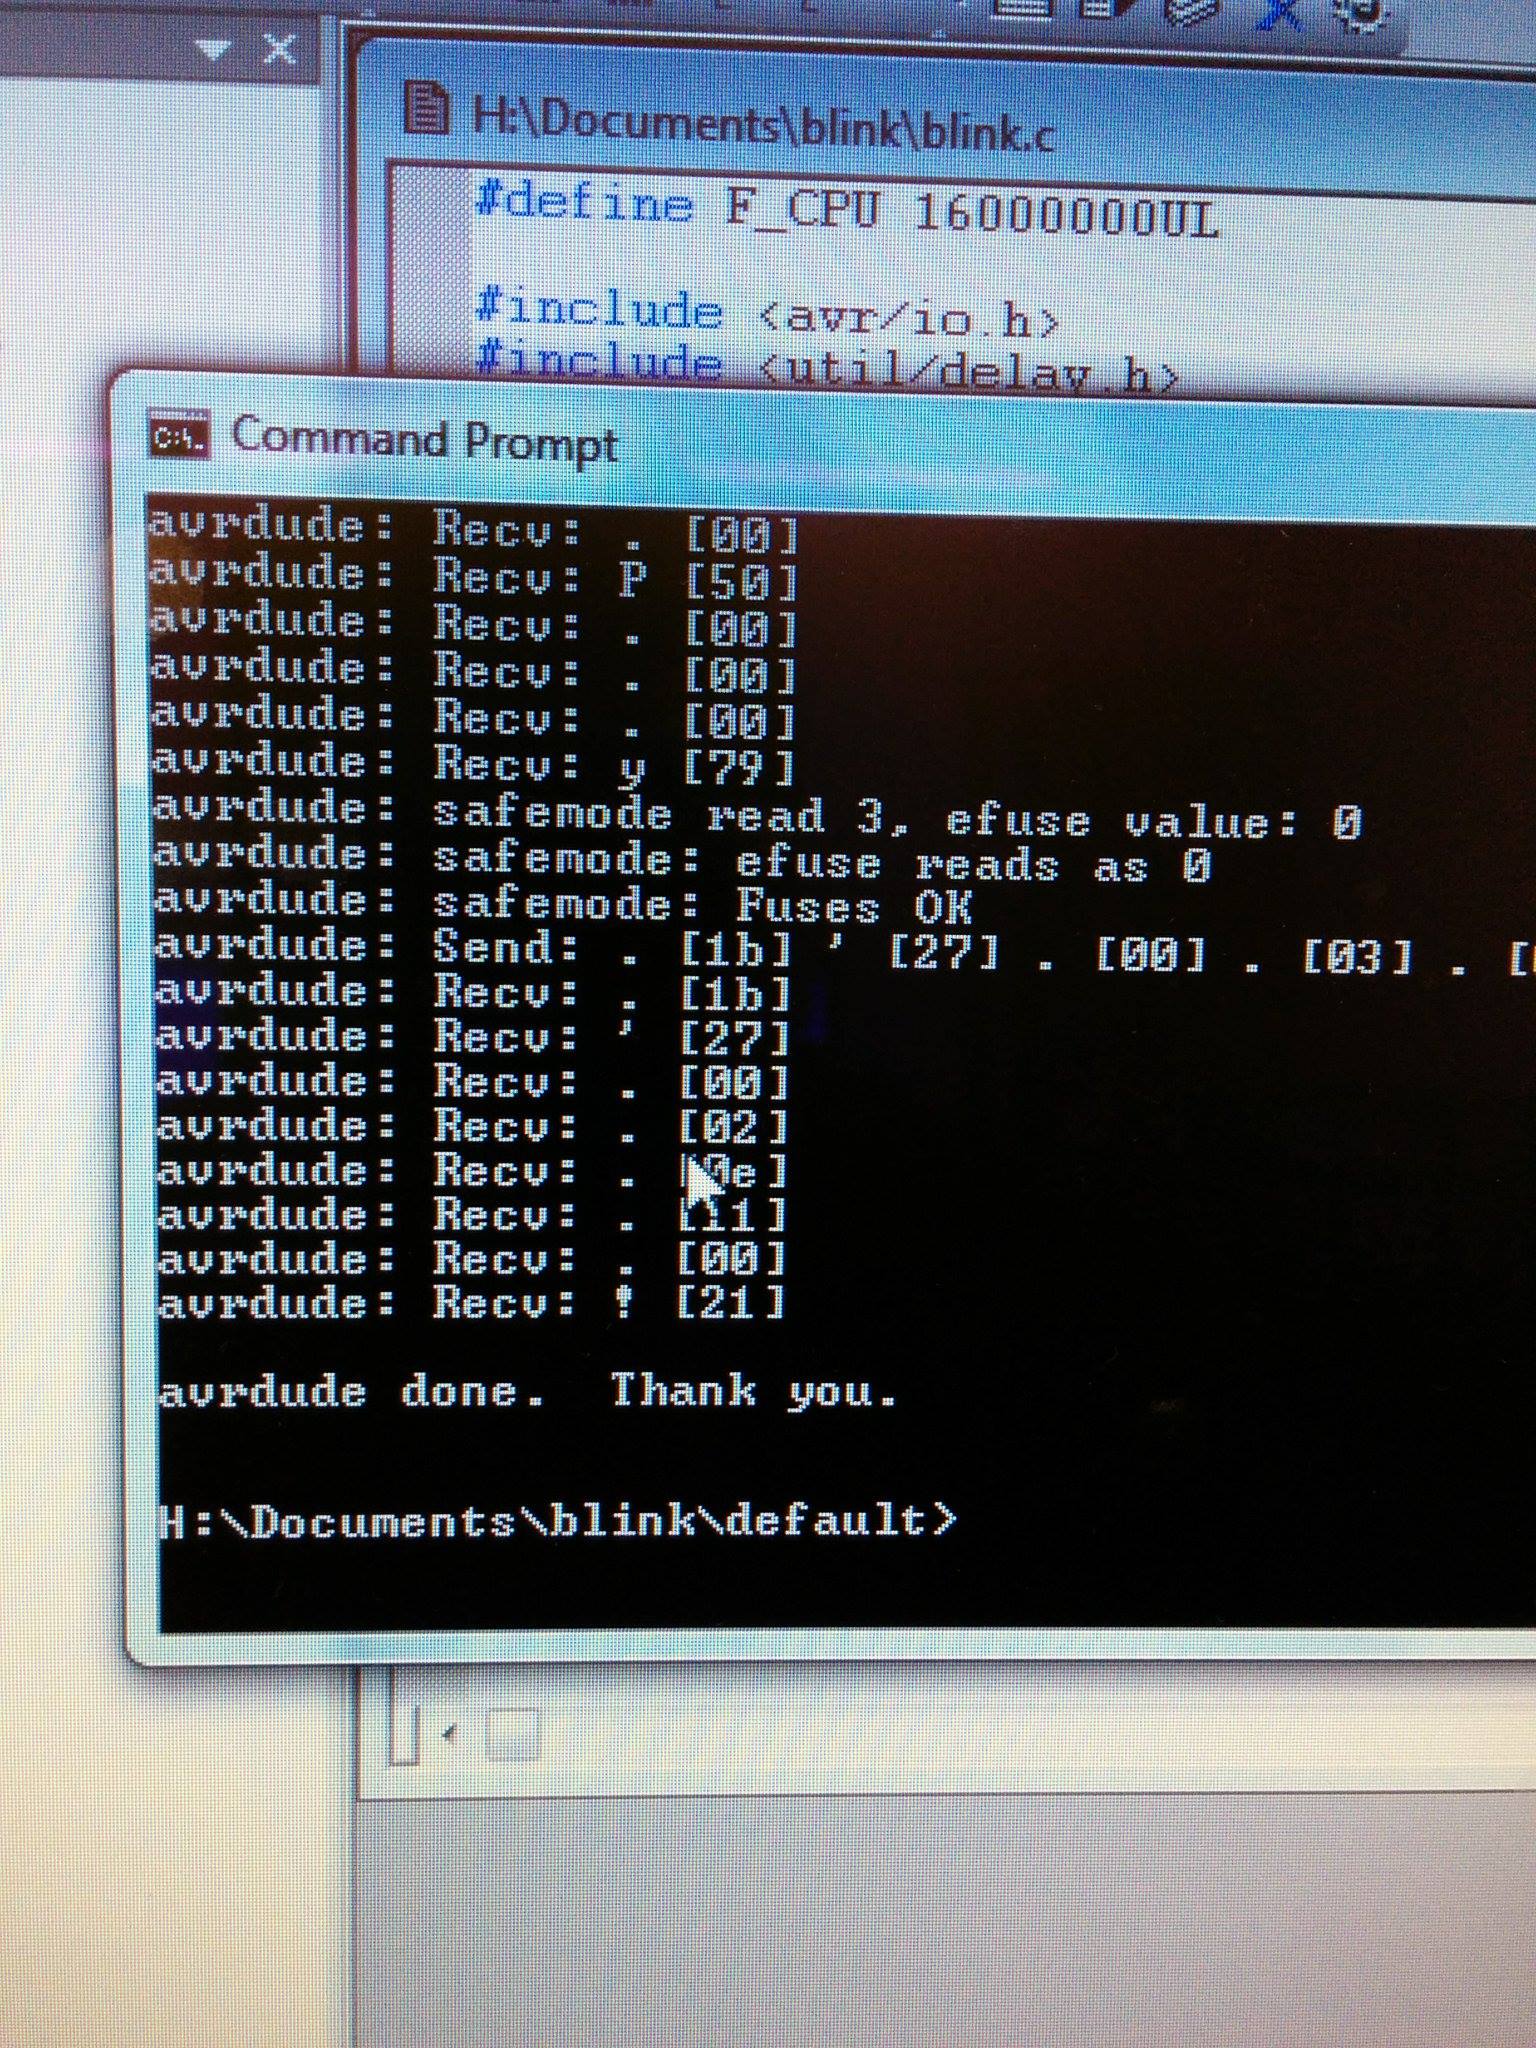 H:\Documents\blink\blink.c
#define F_CPU 16000000UL
#include <avr/io.h>
#include <util/delay.h>
C:\_ Command Prompt
avrdude: Recv: . [00]
avrdude: Recv: P [50]
avrdude: Recv: . [00]
avrdude: Recv: . [00]
avrdude: Recv: . [00]
avrdude: Recv: y [79]
avrdude: safemode read 3, efuse value: 0
avrdude: safemode: efuse reads as 0
avrdude: safemode: Fuses OK
avrdude: Send: . [1b] ' [27] . [00] . [03] . [
avrdude: Recv: . [1b]
avrdude: Recv: ' [27]
avrdude: Recv: . [00]
avrdude: Recv: . [02]
avrdude: Recv: . [0e]
avrdude: Recv: . [11]
avrdude: Recv: . [00]
avrdude: Recv: ! [21]
avrdude done.  Thank you.
H:\Documents\blink\default>